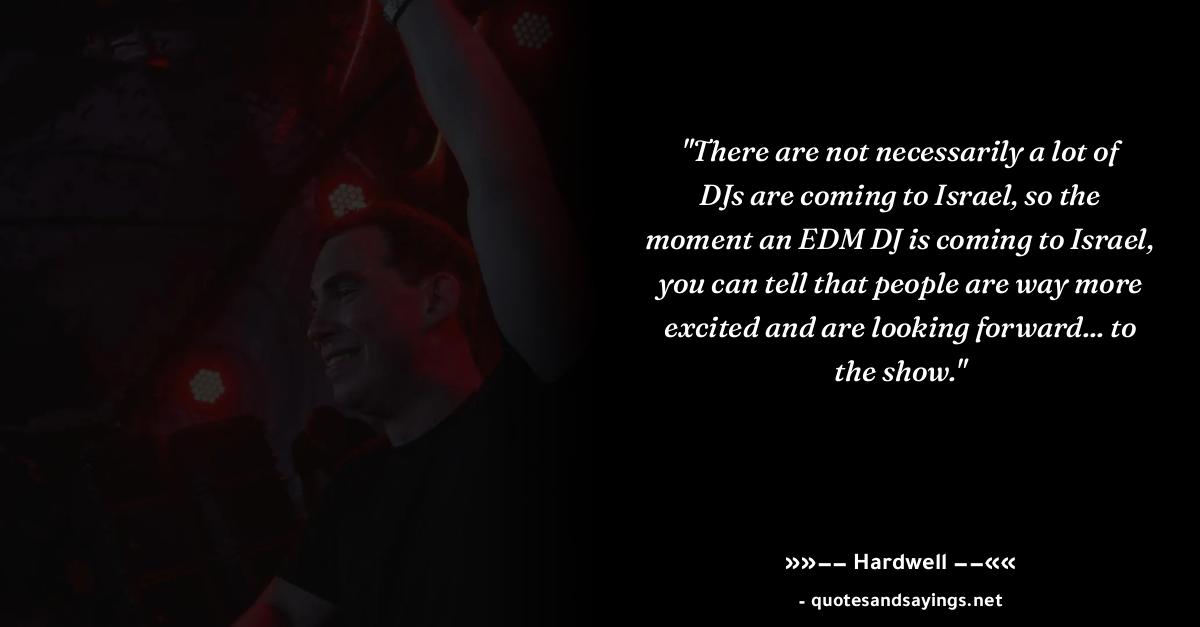 "There are not necessarily a lot of
DJs are coming to Israel, so the
moment an EDM DJ is coming to Israel,
you can tell that people are way more
excited and are looking forward... to
the show."
»»–– Hardwell ––««
- quotesandsayings.net